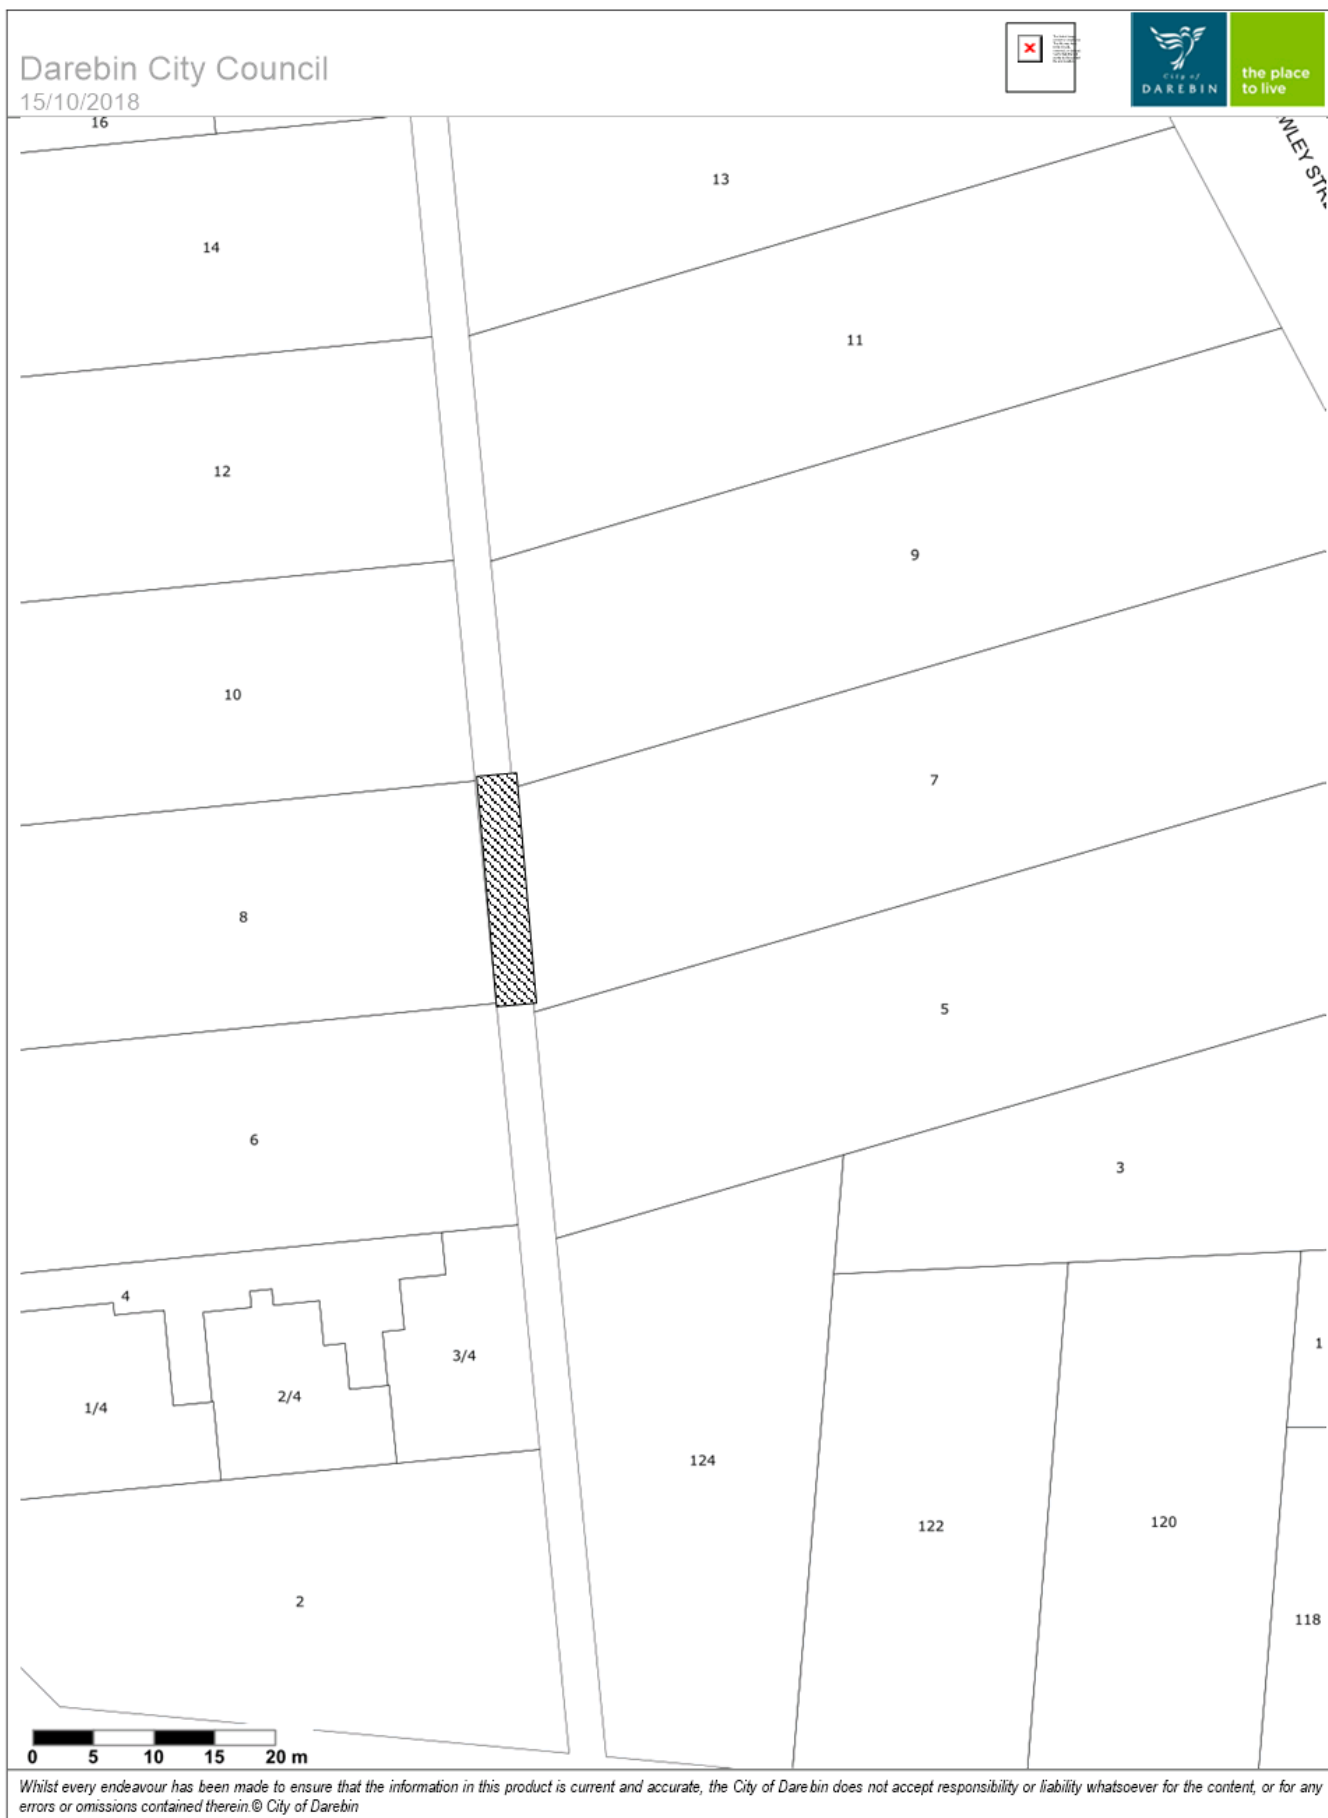 Darebin City Council
15/10/2018
City of
DAREBIN
the place
to live
16
13
14
11
12
9
10
7
8
5
6
3
4
1
3/4
2/4
1/4
124
122
120
2
118
0 5 10 15 20 m
Whilst every endeavour has been made to ensure that the information in this product is current and accurate, the City of Darebin does not accept responsibility or liability whatsoever for the content, or for any
errors or omissions contained therein.© City of Darebin